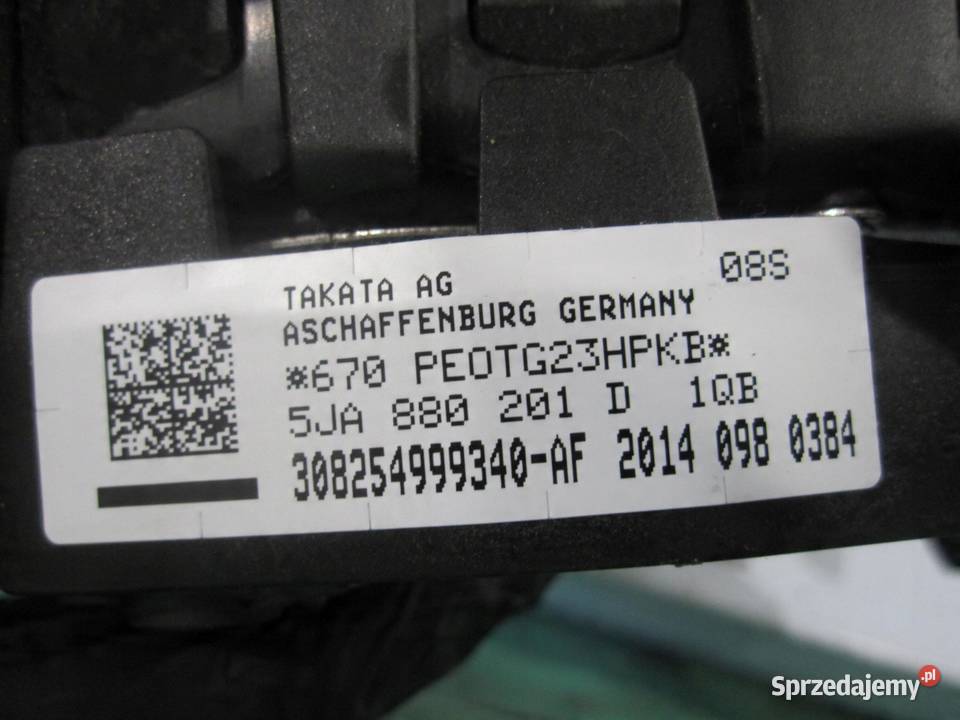 08S
TAKATA AG
ASCHAFFENBURG GERMANY
*670 PEOTG23HPKB*
5JA 880 201 D 1QB
308254999340-AF 2014 098 0384
Sprzedajemy.pl